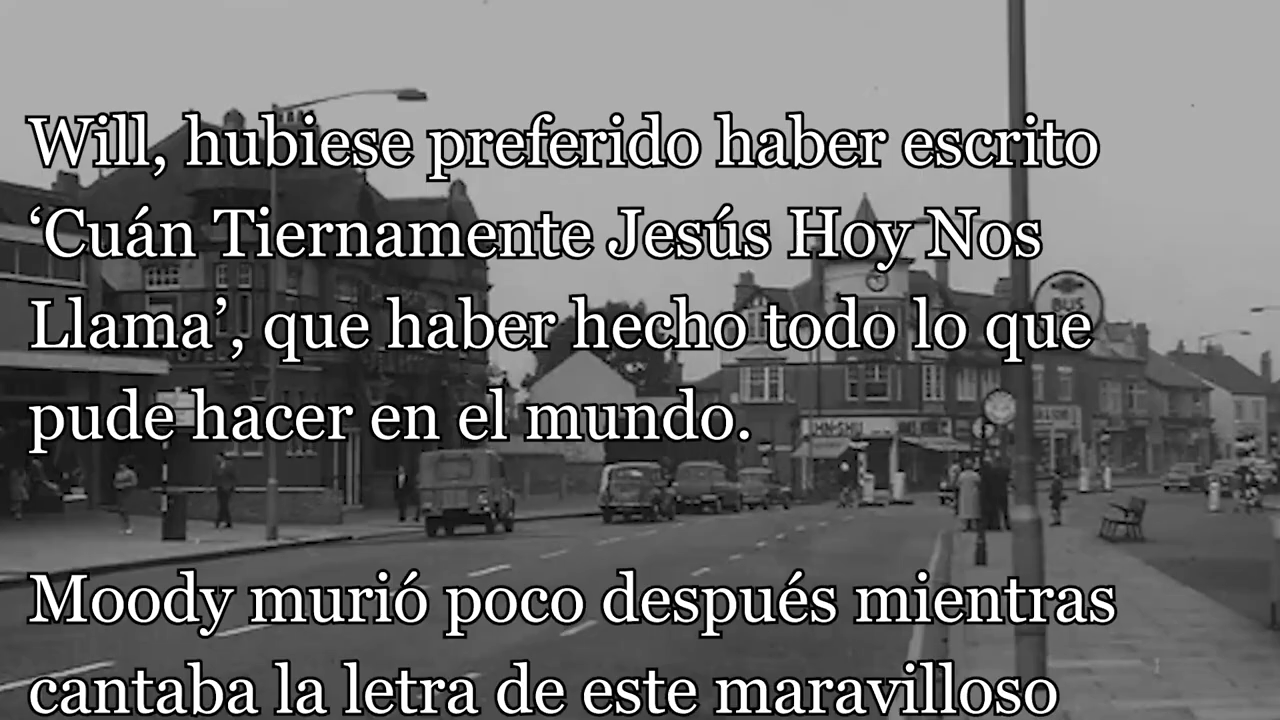 Will, hubiese preferido haber escrito
‘Cuán Tiernamente Jesús Hoy Nos
Llama’, que haber hecho todo lo que
pude hacer en el mundo.
Moody murió poco después mientras
cantaba la letra de este maravilloso
BUS